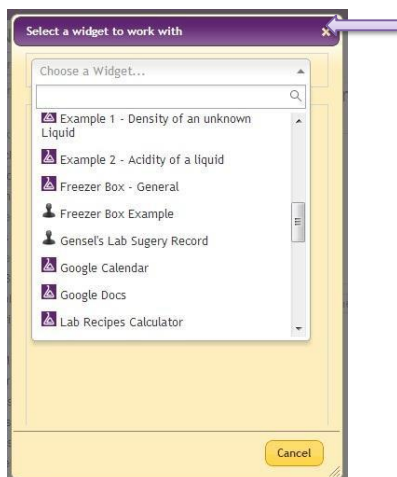 Select a widget to work with
Choose a Widget...
Example 1 - Density of an unknown
Liquid
Example 2 - Acidity of a liquid
Freezer Box - General
Freezer Box Example
Gensel's Lab Sugery Record
Google Calendar
Google Docs
Lab Recipes Calculator
Cancel